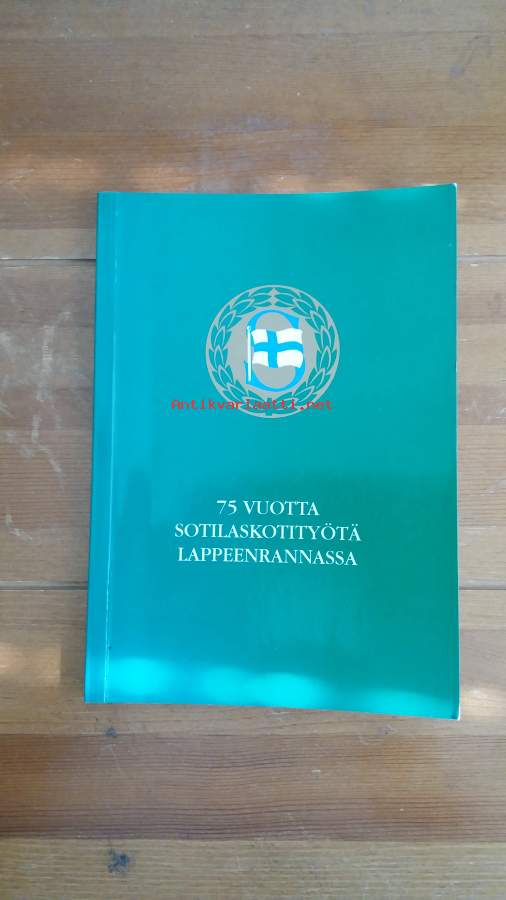 S
Antikvariaatti.net
75 VUOTTA
SOTILASKOTITYÖTÄ
LAPPEENRANNASSA